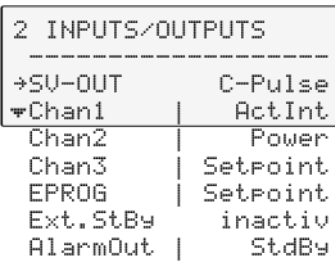 2 INPUTS/OUTPUTS
--------------------
→SV-OUT C-Pulse
▼Chan1 | ActInt
Chan2 Power
Chan3 | Setpoint
EPROG | Setpoint
Ext.StBy inactiv
AlarmOut | StdBy